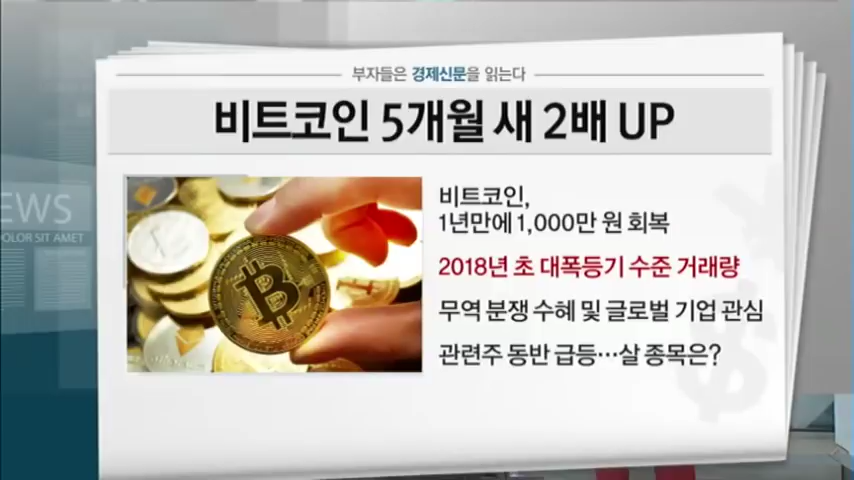 부자들은 경제신문을 읽는다
비트코인 5개월 새 2배 UP
비트코인,
1년만에 1,000만 원 회복
2018년 초 대폭등기 수준 거래량
무역 분쟁 수혜 및 글로벌 기업 관심
관련주 동반 급등…살 종목은?
EWS
DOLOR SIT AMET